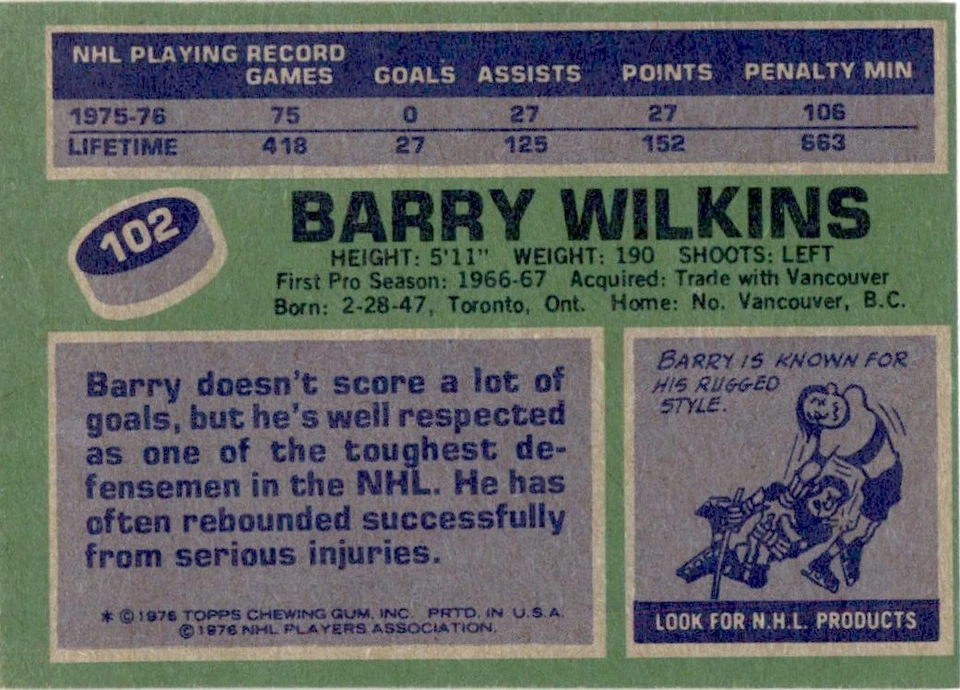 NHL PLAYING RECORD
GAMES GOALS ASSISTS POINTS PENALTY MIN
1975-76 75 0 27 27 106
LIFETIME 418 27 125 152 663
102
BARRY WILKINS
HEIGHT: 5'11" WEIGHT: 190 SHOOTS: LEFT
First Pro Season: 1966-67 Acquired: Trade with Vancouver
Born: 2-28-47, Toronto, Ont. Home: No. Vancouver, B.C.
Barry doesn't score a lot of
goals, but he's well respected
as one of the toughest de-
fensemen in the NHL. He has
often rebounded successfully
from serious injuries.
* © 1976 TOPPS CHEWING GUM, INC. PRTD. IN U.S.A.
© 1976 NHL PLAYERS ASSOCIATION.
BARRY IS KNOWN FOR
HIS RUGGED
STYLE.
LOOK FOR N.H.L. PRODUCTS